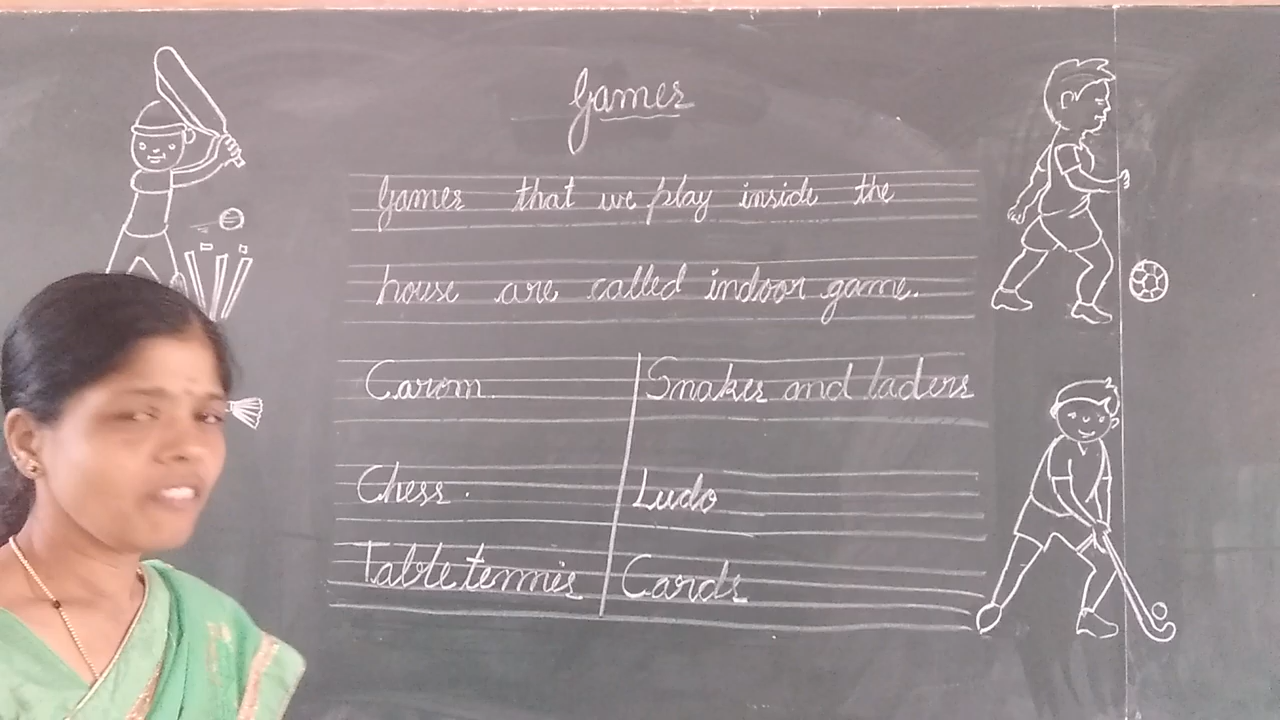 Games
Games that we play inside the
house are called indoor game.
Carom. Snakes and laders
Chess. Ludo
Table tennis Cards